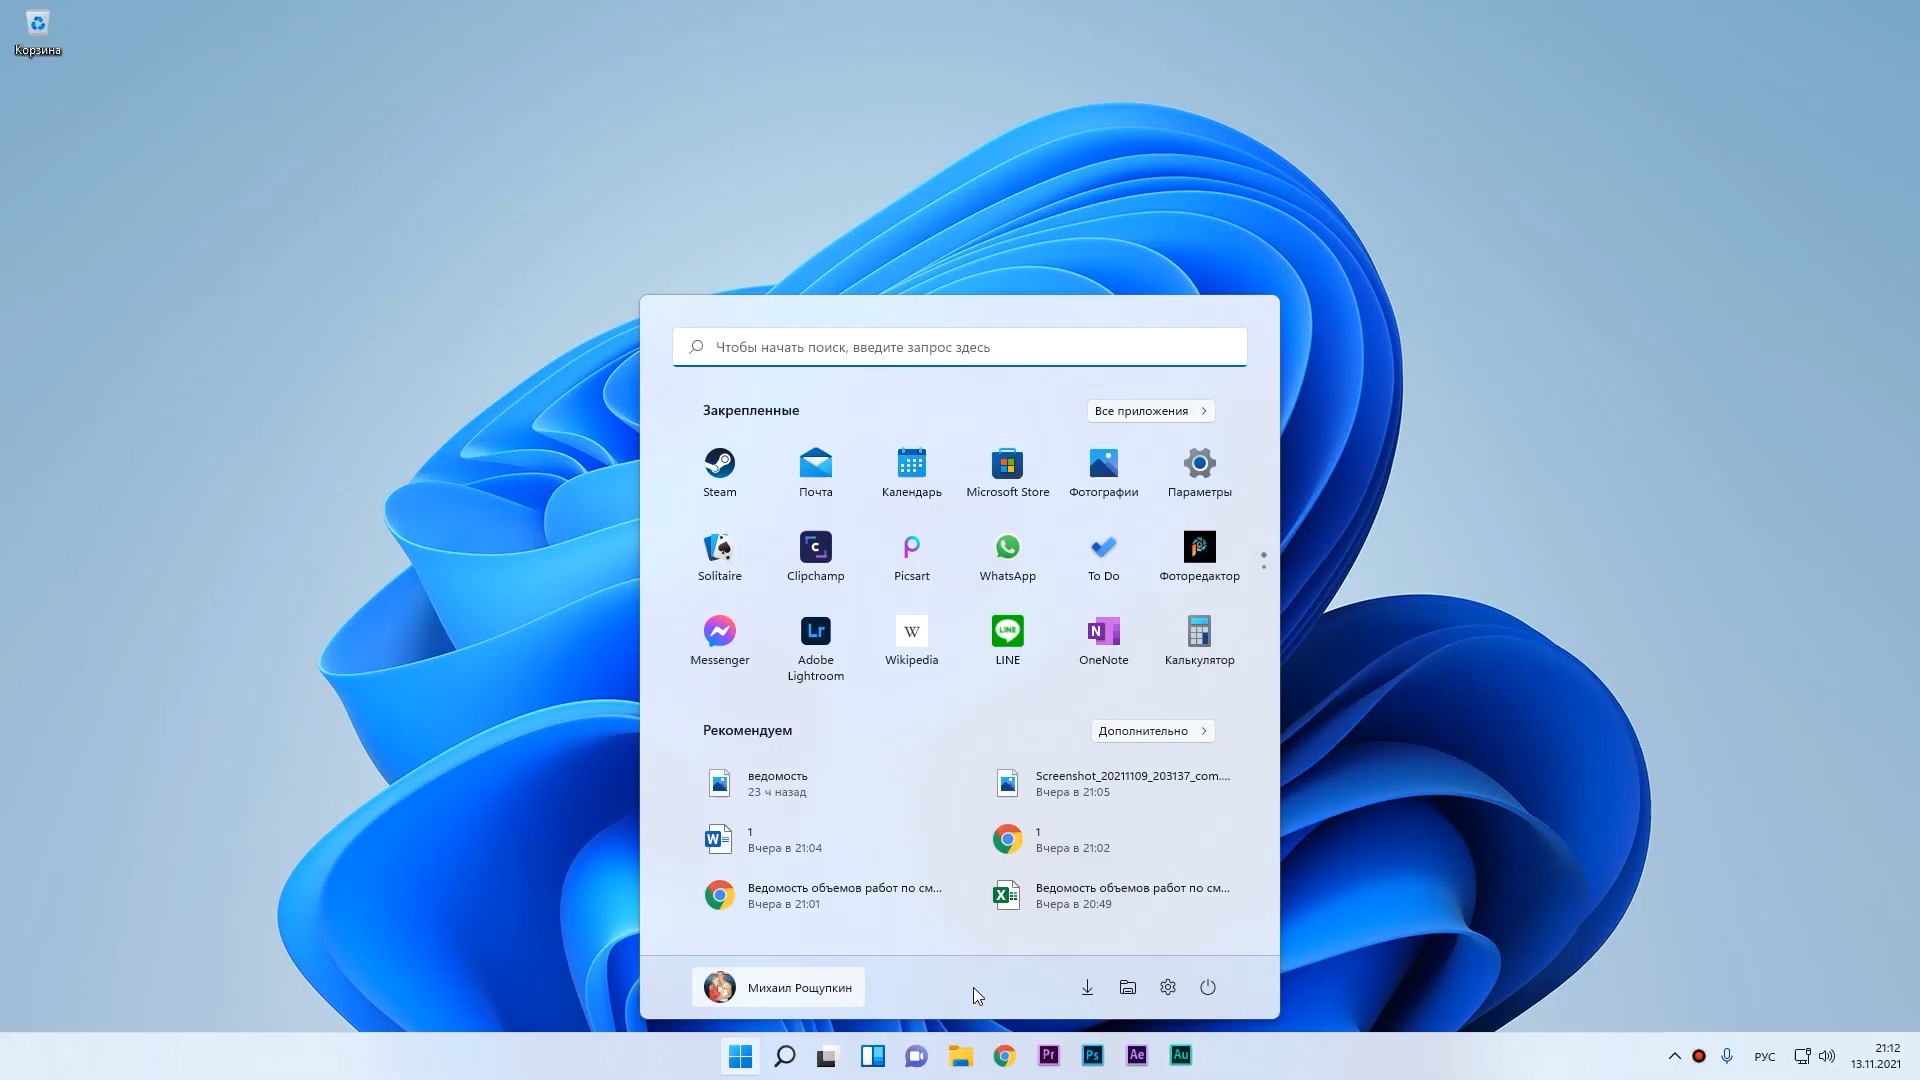 Корзина
Чтобы начать поиск, введите запрос здесь
Закрепленные
Все приложения
Steam
Почта
Календарь
Microsoft Store
Фотографии
Параметры
Solitaire
Clipchamp
Picsart
WhatsApp
To Do
Фоторедактор
Messenger
Lr
Adobe
Lightroom
W
Wikipedia
LINE
LINE
N
OneNote
Калькулятор
Рекомендуем
Дополнительно
ведомость
23 ч назад
Screenshot_20211109_203137_com....
Вчера в 21:05
W
1
Вчера в 21:04
1
Вчера в 21:02
Ведомость объемов работ по см...
Вчера в 21:01
X
Ведомость объемов работ по см...
Вчера в 20:49
Михаил Рощупкин
Pr
Ps
Ae
Au
РУС
21:12
13.11.2021